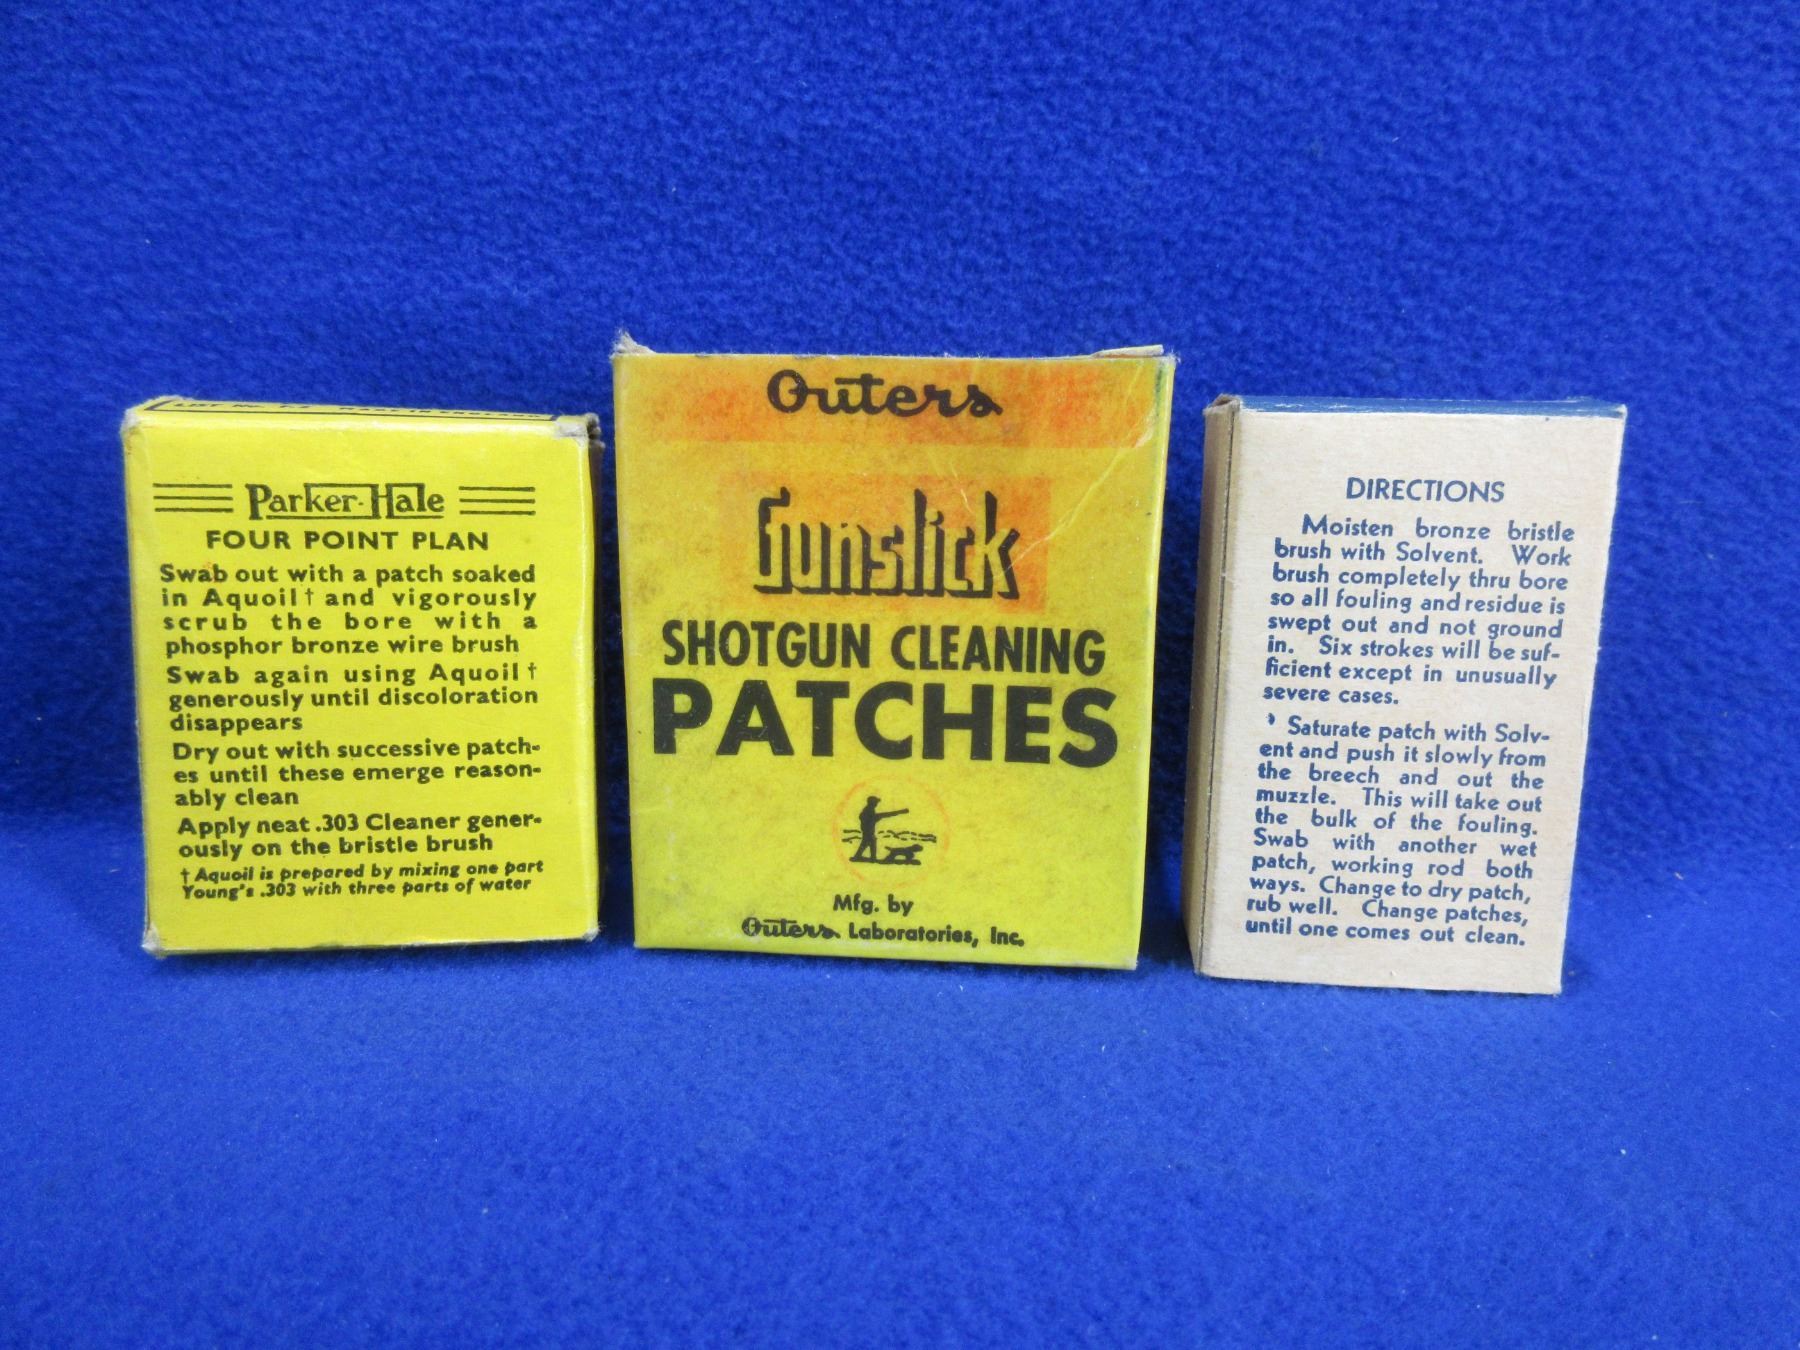 MADE IN ENGLAND
Parker-Hale
FOUR POINT PLAN
Swab out with a patch soaked
in Aquoil† and vigorously
scrub the bore with a
phosphor bronze wire brush
Swab again using Aquoil†
generously until discoloration
disappears
Dry out with successive patch-
es until these emerge reason-
ably clean
Apply neat .303 Cleaner gener-
ously on the bristle brush
† Aquoil is prepared by mixing one part
Young's .303 with three parts of water
Outers
Gunslick
SHOTGUN CLEANING
PATCHES
Mfg. by
Outers Laboratories, Inc.
DIRECTIONS
Moisten bronze bristle
brush with Solvent. Work
brush completely thru bore
so all fouling and residue is
swept out and not ground
in. Six strokes will be suf-
ficient except in unusually
severe cases.
Saturate patch with Solv-
ent and push it slowly from
the breech and out the
muzzle. This will take out
the bulk of the fouling.
Swab with another wet
patch, working rod both
ways. Change to dry patch,
rub well. Change patches,
until one comes out clean.